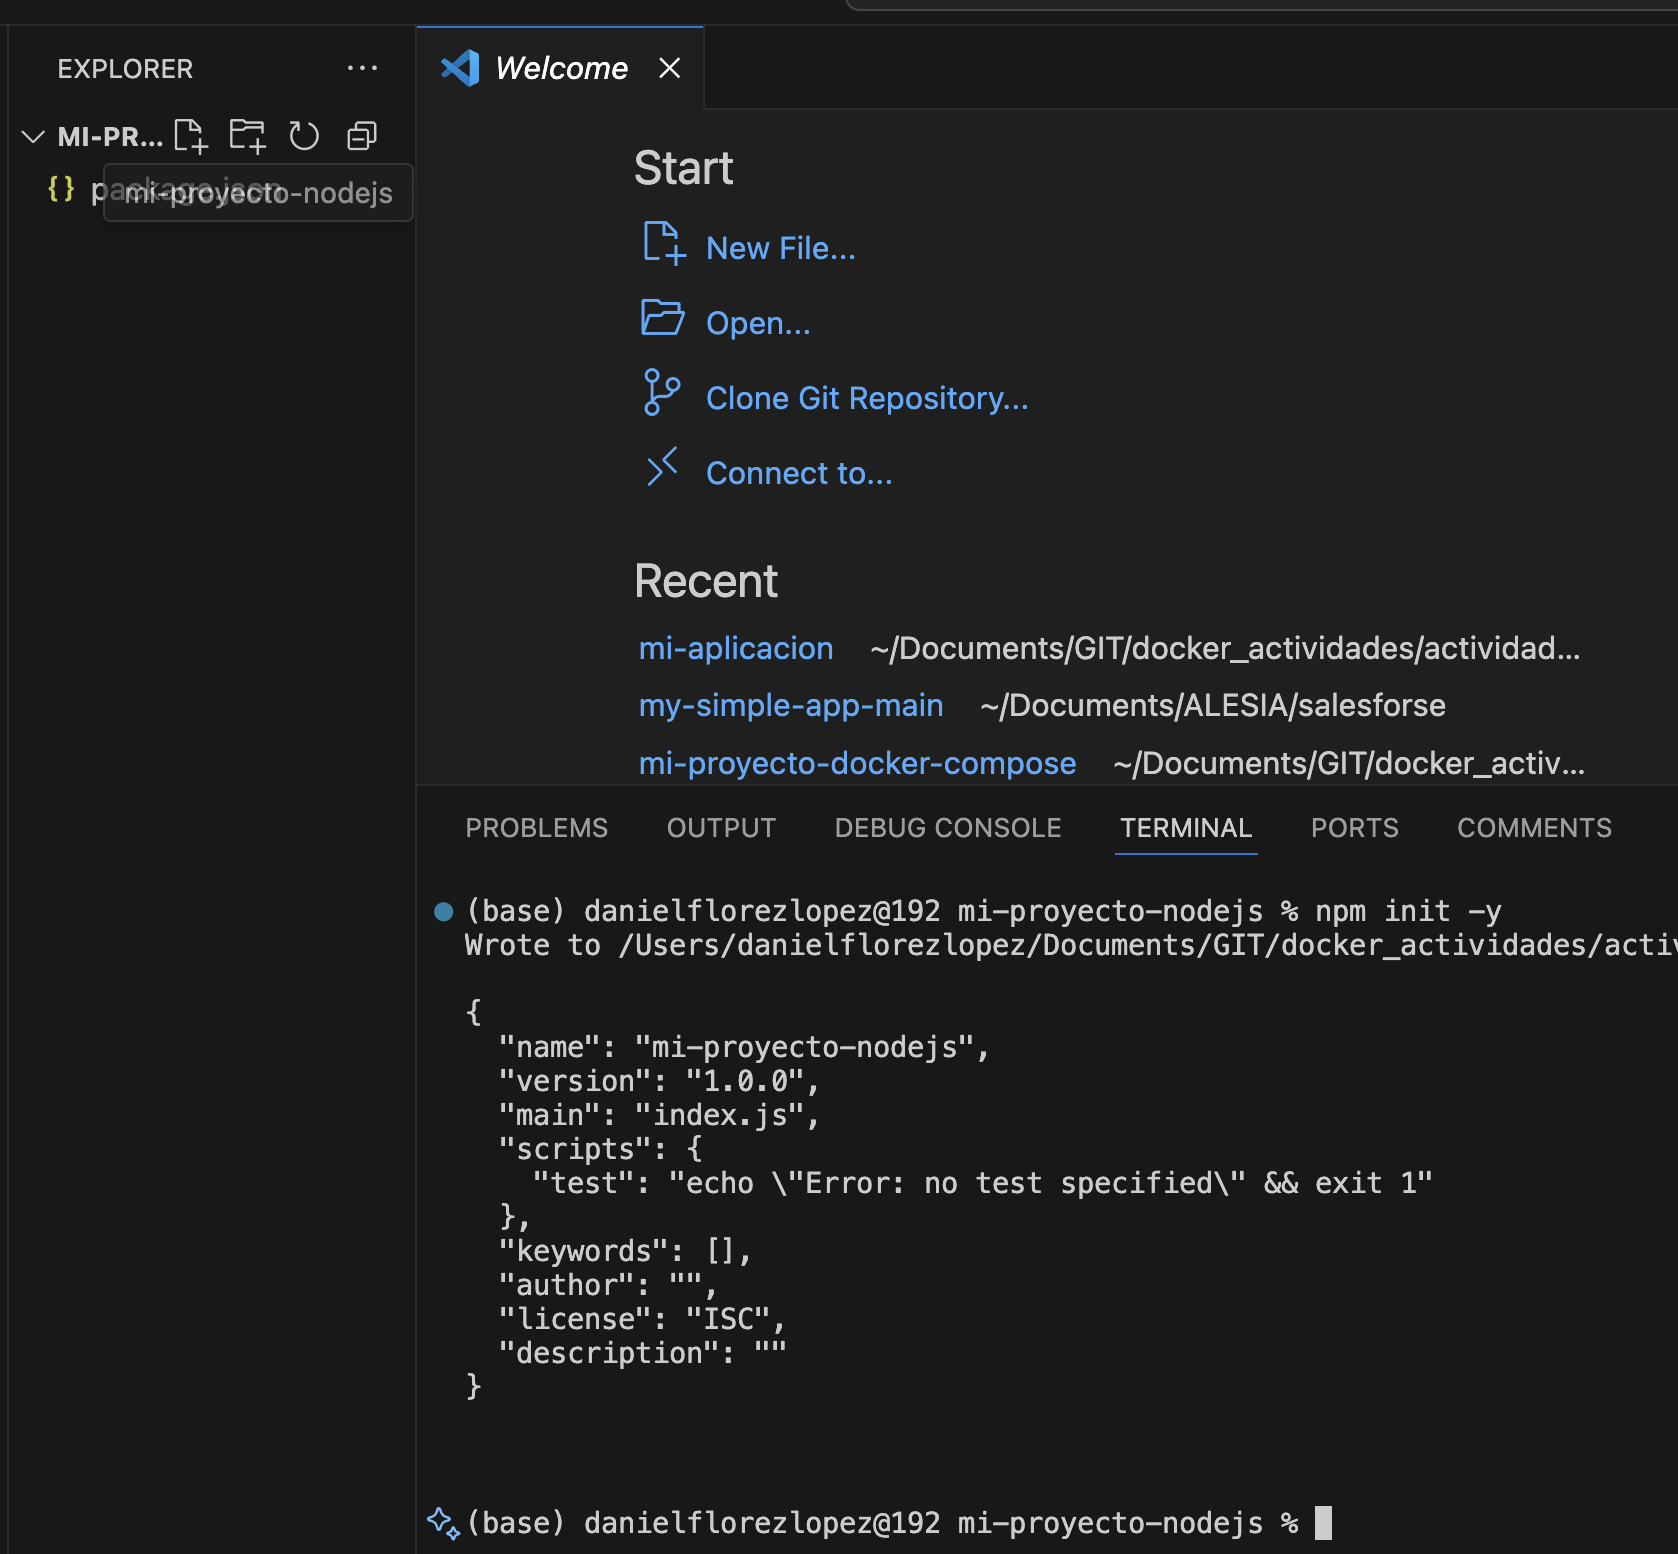 EXPLORER
MI-PR...
package.json
mi-proyecto-nodejs
Welcome
Start
New File...
Open...
Clone Git Repository...
Connect to...
Recent
mi-aplicacion ~/Documents/GIT/docker_actividades/actividad...
my-simple-app-main ~/Documents/ALESIA/salesforse
mi-proyecto-docker-compose ~/Documents/GIT/docker_activ...
PROBLEMS OUTPUT DEBUG CONSOLE TERMINAL PORTS COMMENTS
(base) danielflorezlopez@192 mi-proyecto-nodejs % npm init -y
Wrote to /Users/danielflorezlopez/Documents/GIT/docker_actividades/activ
{
"name": "mi-proyecto-nodejs",
"version": "1.0.0",
"main": "index.js",
"scripts": {
"test": "echo \"Error: no test specified\" && exit 1"
},
"keywords": [],
"author": "",
"license": "ISC",
"description": ""
}
(base) danielflorezlopez@192 mi-proyecto-nodejs %